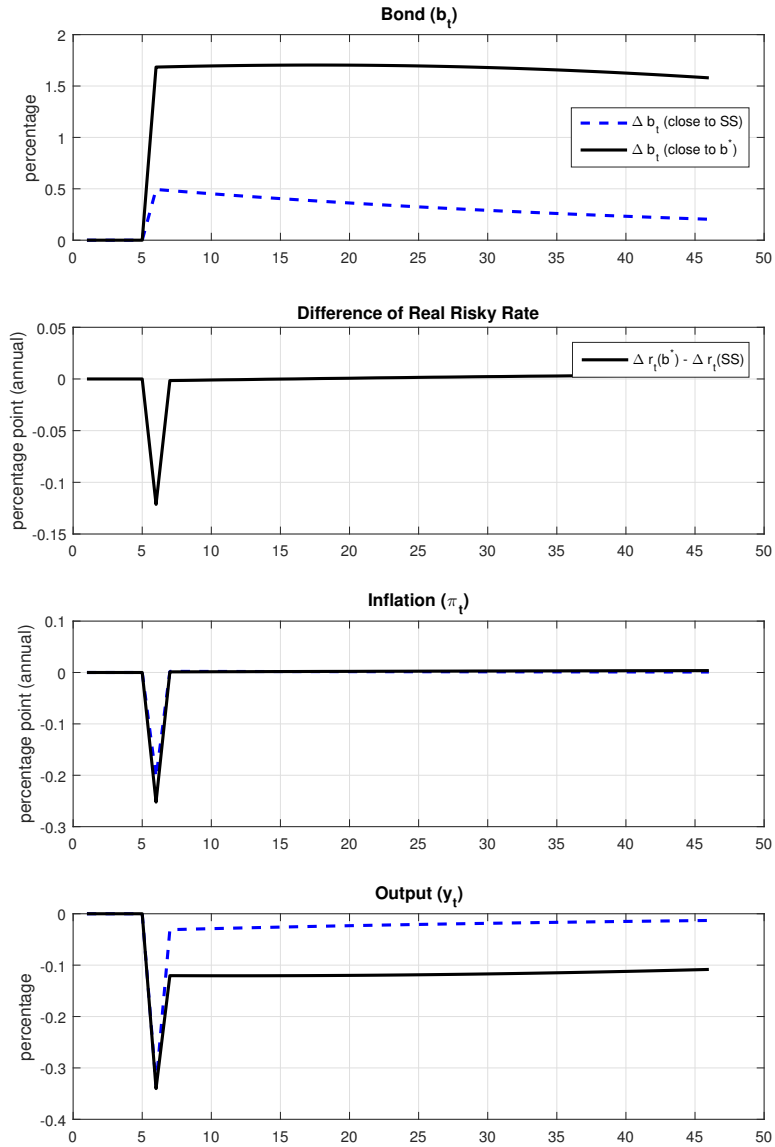 Bond (b_t)
percentage
2
1.5
1
0.5
0
Δ b_t (close to SS)
Δ b_t (close to b^*)
0 5 10 15 20 25 30 35 40 45 50
Difference of Real Risky Rate
percentage point (annual)
0.05
0
-0.05
-0.1
-0.15
Δ r_t(b^*) - Δ r_t(SS)
0 5 10 15 20 25 30 35 40 45 50
Inflation (π_t)
percentage point (annual)
0.1
0
-0.1
-0.2
-0.3
0 5 10 15 20 25 30 35 40 45 50
Output (y_t)
percentage
0
-0.1
-0.2
-0.3
-0.4
0 5 10 15 20 25 30 35 40 45 50